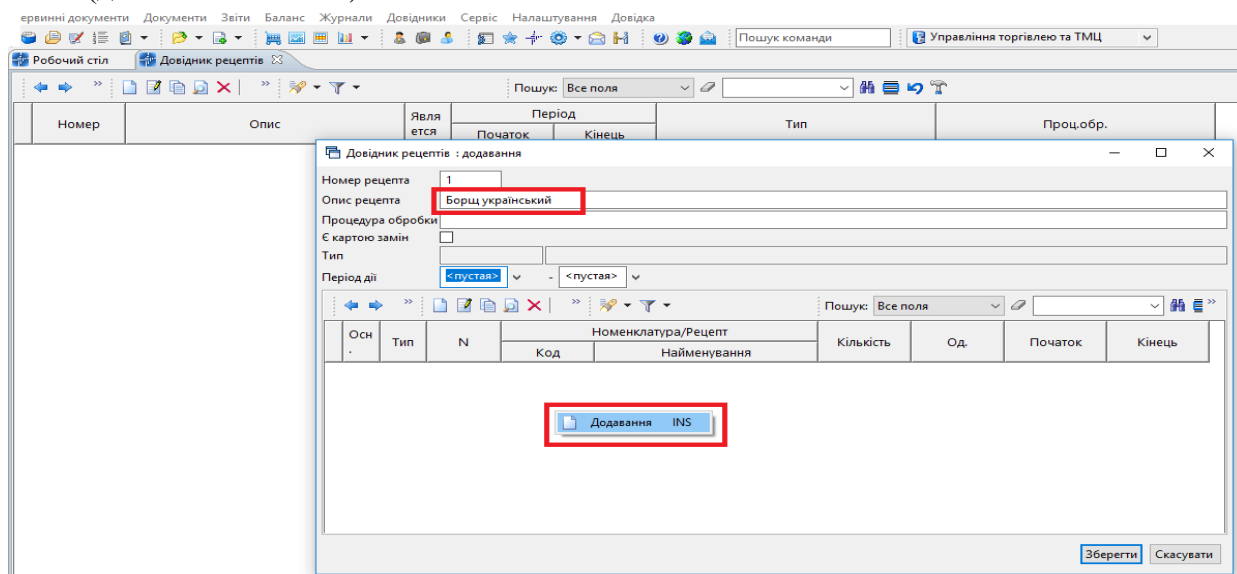 ервинні документи Документи Звіти Баланс Журнали Довідники Сервіс Налаштування Довідка
Пошук команди Управління торгівлею та ТМЦ
Робочий стіл Довідник рецептів
Пошук: Все поля
Номер Опис Явля ется Період Тип Проц.обр.
Початок Кінець
Довідник рецептів : додавання
Номер рецепта 1
Опис рецепта Борщ український
Процедура обробки
Є картою замін
Тип
Період дії <пустая> - <пустая>
Пошук: Все поля
Осн. Тип N Номенклатура/Рецепт Кількість Од. Початок Кінець
Код Найменування
Додавання INS
Зберегти Скасувати